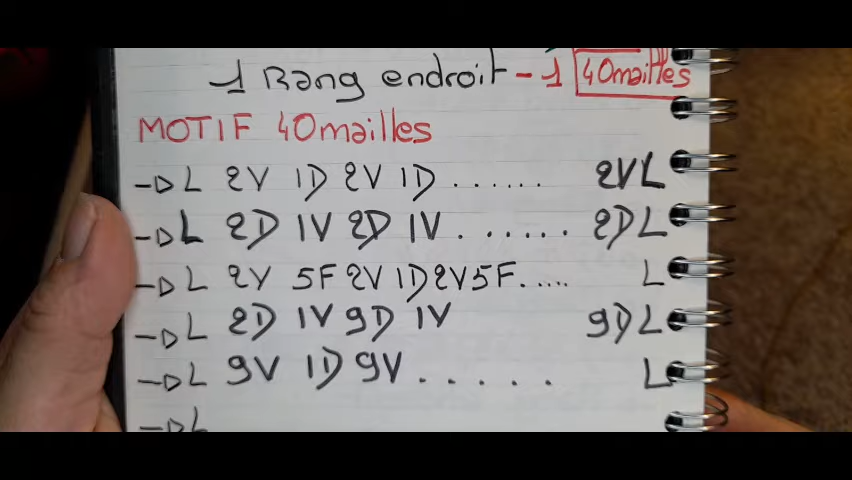 1 Rang endroit - 1 40mailles
MOTIF 40mailles
→ L 2V 1D 2V 1D ...... 2VL
→ L 2D 1V 2D 1V ....... 2DL
→ L 2V 5F 2V 1D 2V 5F ..... L
→ L 2D 1V 9D 1V 9DL
→ L 9V 1D 9V ...... L
→ L